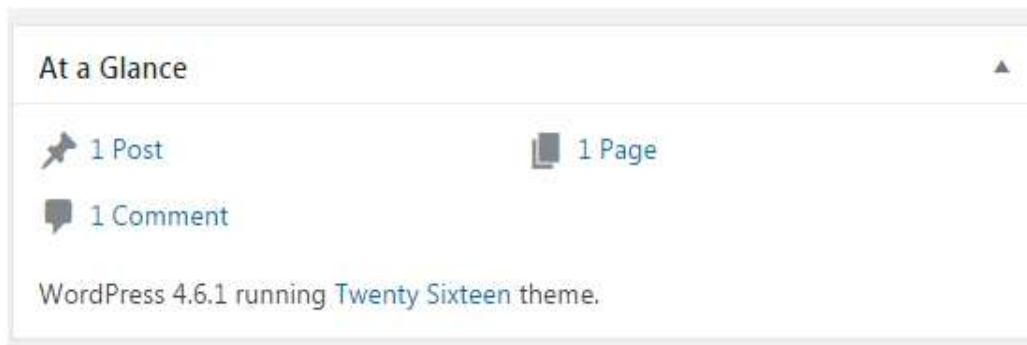 At a Glance
1 Post
1 Page
1 Comment
WordPress 4.6.1 running Twenty Sixteen theme.